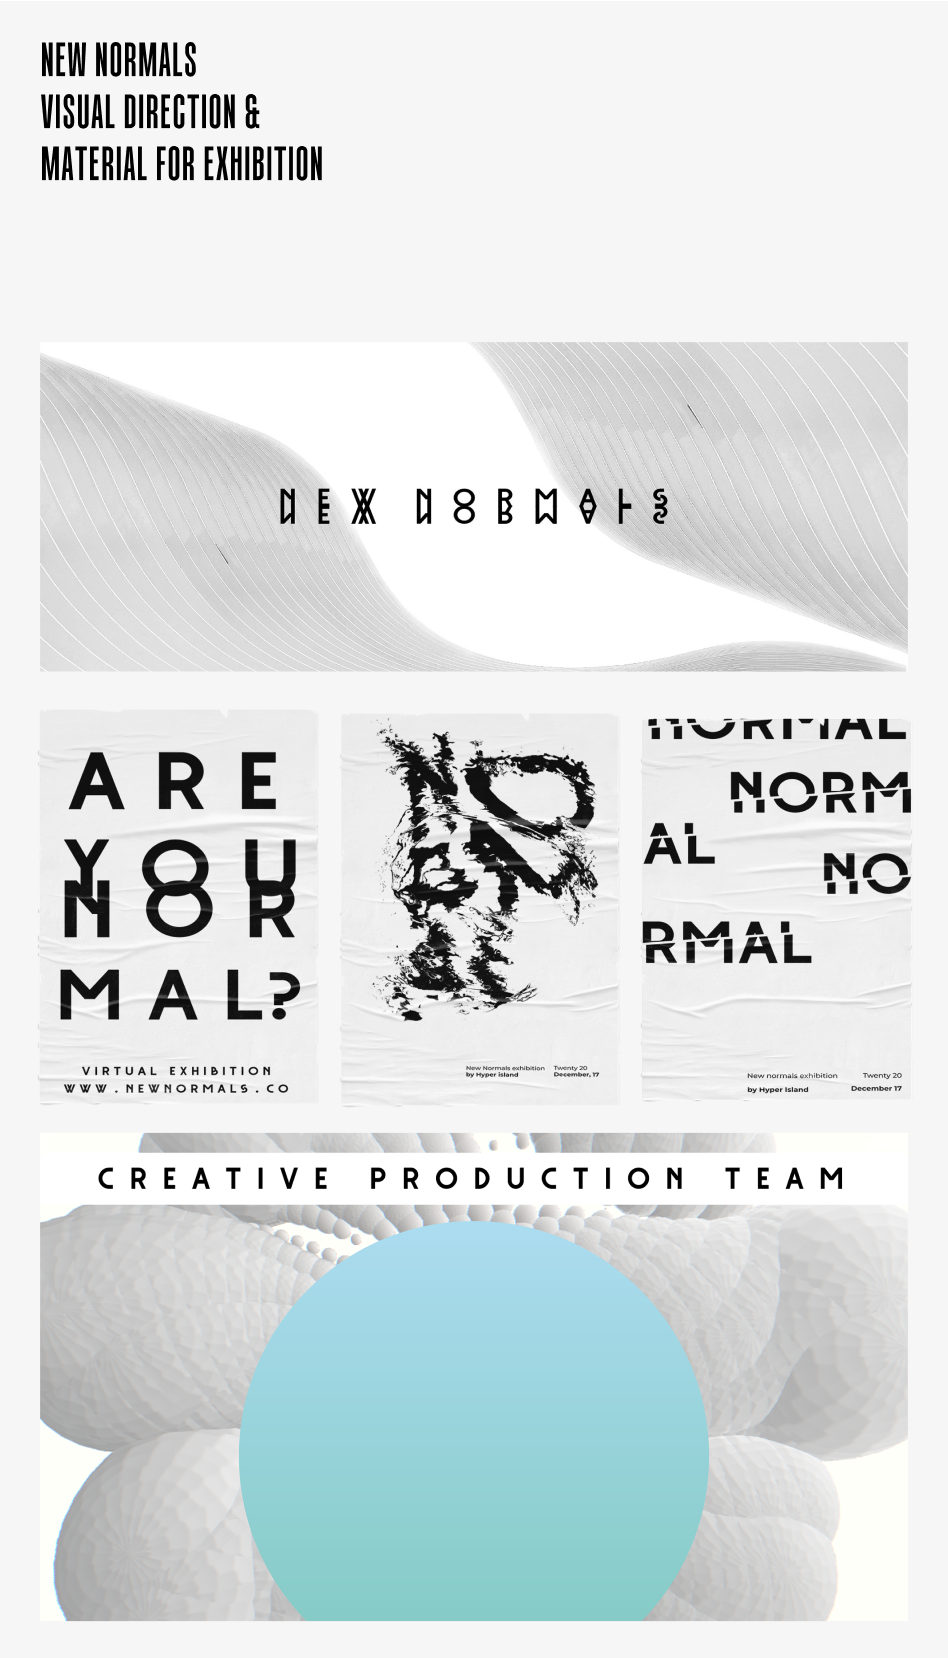 NEW NORMALS
VISUAL DIRECTION &
MATERIAL FOR EXHIBITION
NEW NORMALS
ARE
YOU
NOR
MAL?
VIRTUAL EXHIBITION
WWW.NEWNORMALS.CO
New Normals exhibition
by Hyper island
Twenty 20
December, 17
NORMAL
NORM
AL
NO
RMAL
New normals exhibition
by Hyper Island
Twenty 20
December 17
CREATIVE PRODUCTION TEAM